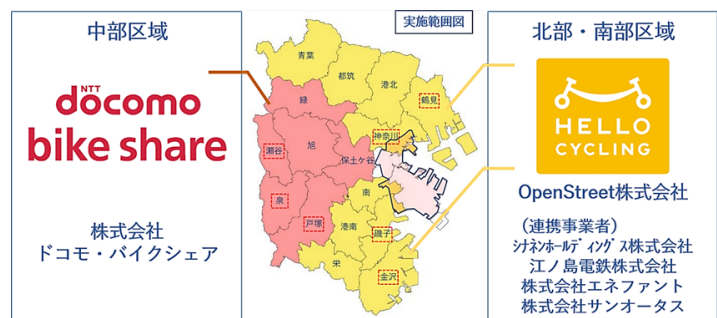 中部区域
NTT
docomo
bike share
株式会社
ドコモ・バイクシェア
実施範囲図
青葉
都筑
港北
緑
鶴見
神奈川
瀬谷
旭
保土ケ谷
泉
戸塚
南
港南
磯子
栄
金沢
北部・南部区域
HELLO
CYCLING
OpenStreet株式会社
（連携事業者）
ｼﾅﾈﾝﾎｰﾙﾃﾞｨﾝｸﾞｽ株式会社
江ノ島電鉄株式会社
株式会社エネファント
株式会社サンオータス